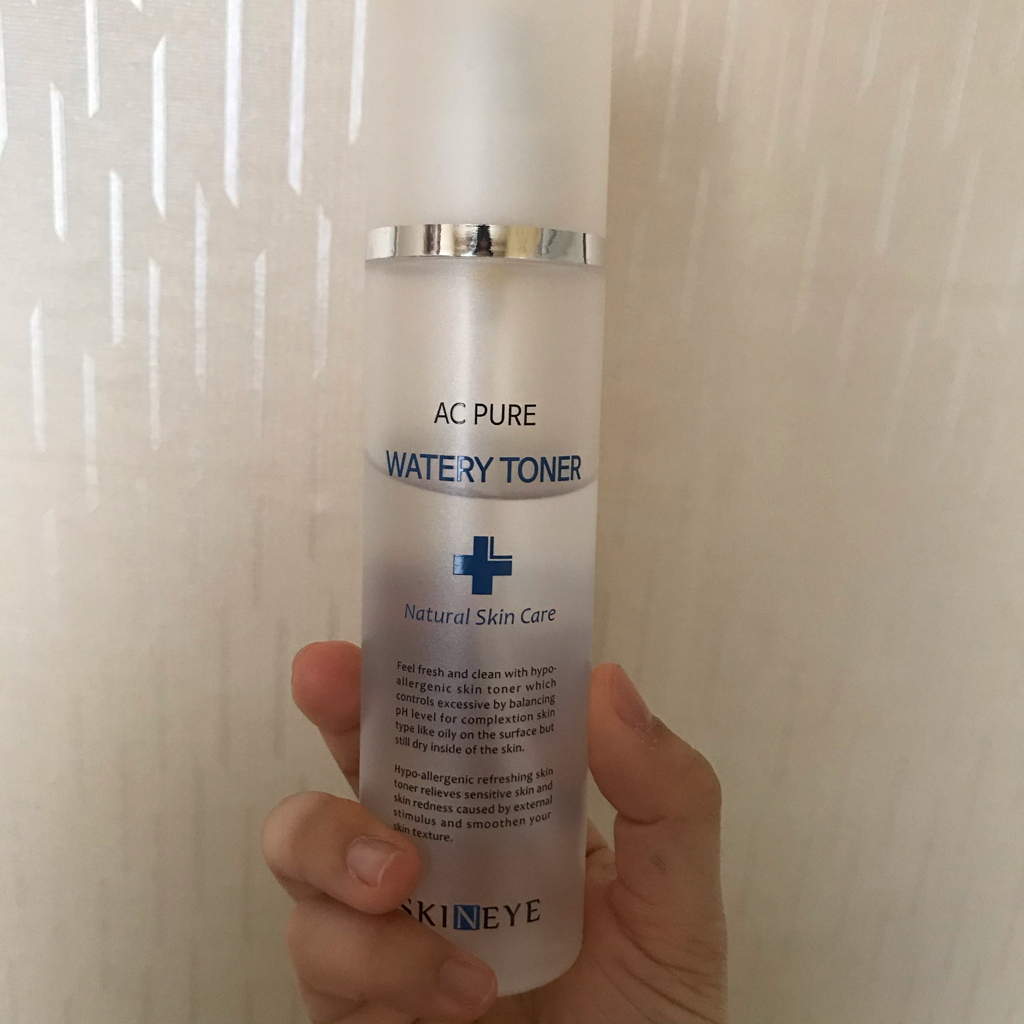 AC PURE
WATERY TONER
Natural Skin Care
Feel fresh and clean with hypo-
allergenic skin toner which
controls excessive by balancing
pH level for complextion skin
type like oily on the surface but
still dry inside of the skin.
Hypo-allergenic refreshing skin
toner relieves sensitive skin and
skin redness caused by external
stimulus and smoothen your
skin texture.
SKINEYE